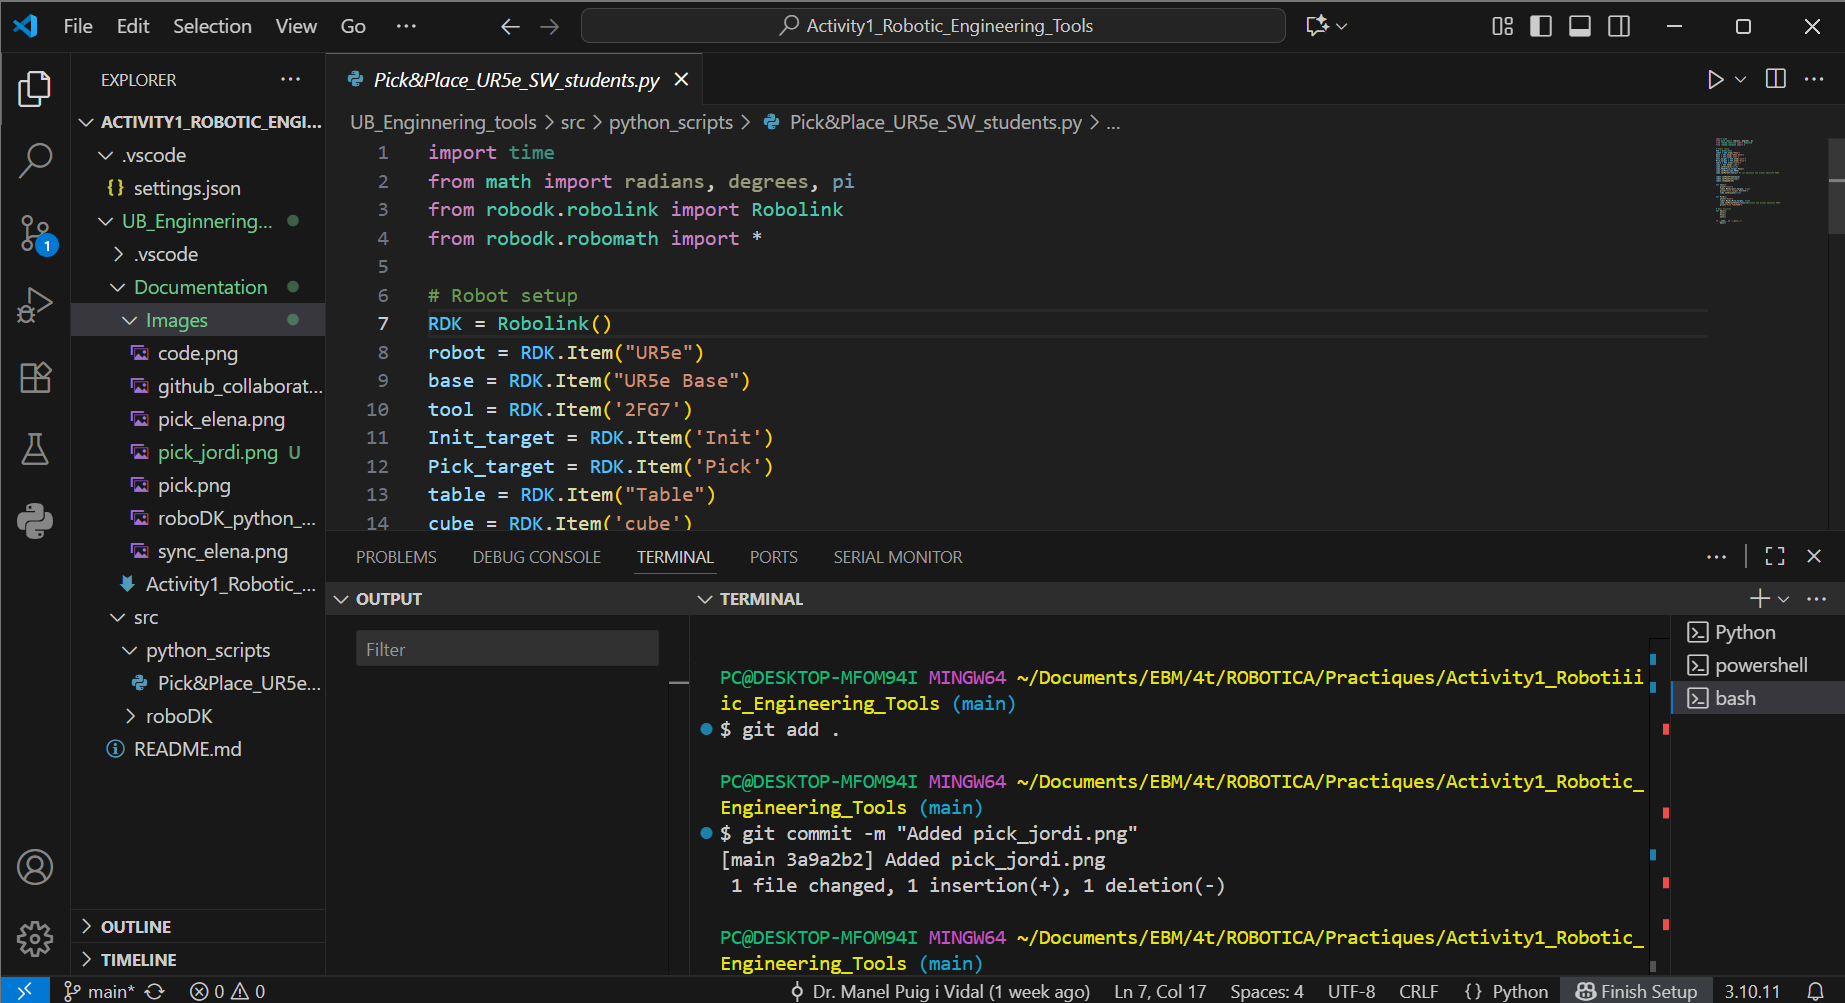 File Edit Selection View Go ··· Activity1_Robotic_Engineering_Tools
EXPLORER ···
ACTIVITY1_ROBOTIC_ENGI...
.vscode
{} settings.json
UB_Enginnering...
.vscode
Documentation
Images
code.png
github_collaborat...
pick_elena.png
pick_jordi.png U
pick.png
roboDK_python_...
sync_elena.png
Activity1_Robotic_...
src
python_scripts
Pick&Place_UR5e...
roboDK
README.md
OUTLINE
TIMELINE
1
Pick&Place_UR5e_SW_students.py
UB_Enginnering_tools > src > python_scripts > Pick&Place_UR5e_SW_students.py > ...
1 import time
2 from math import radians, degrees, pi
3 from robodk.robolink import Robolink
4 from robodk.robomath import *
5
6 # Robot setup
7 RDK = Robolink()
8 robot = RDK.Item("UR5e")
9 base = RDK.Item("UR5e Base")
10 tool = RDK.Item('2FG7')
11 Init_target = RDK.Item('Init')
12 Pick_target = RDK.Item('Pick')
13 table = RDK.Item("Table")
14 cube = RDK.Item('cube')
PROBLEMS DEBUG CONSOLE TERMINAL PORTS SERIAL MONITOR
OUTPUT
Filter
TERMINAL
PC@DESKTOP-MFOM94I MINGW64 ~/Documents/EBM/4t/ROBOTICA/Practiques/Activity1_Robotiii
ic_Engineering_Tools (main)
$ git add .
PC@DESKTOP-MFOM94I MINGW64 ~/Documents/EBM/4t/ROBOTICA/Practiques/Activity1_Robotic_
Engineering_Tools (main)
$ git commit -m "Added pick_jordi.png"
[main 3a9a2b2] Added pick_jordi.png
1 file changed, 1 insertion(+), 1 deletion(-)
PC@DESKTOP-MFOM94I MINGW64 ~/Documents/EBM/4t/ROBOTICA/Practiques/Activity1_Robotic_
Engineering_Tools (main)
Python
powershell
bash
main* 0 0 Dr. Manel Puig i Vidal (1 week ago) Ln 7, Col 17 Spaces: 4 UTF-8 CRLF {} Python Finish Setup 3.10.11